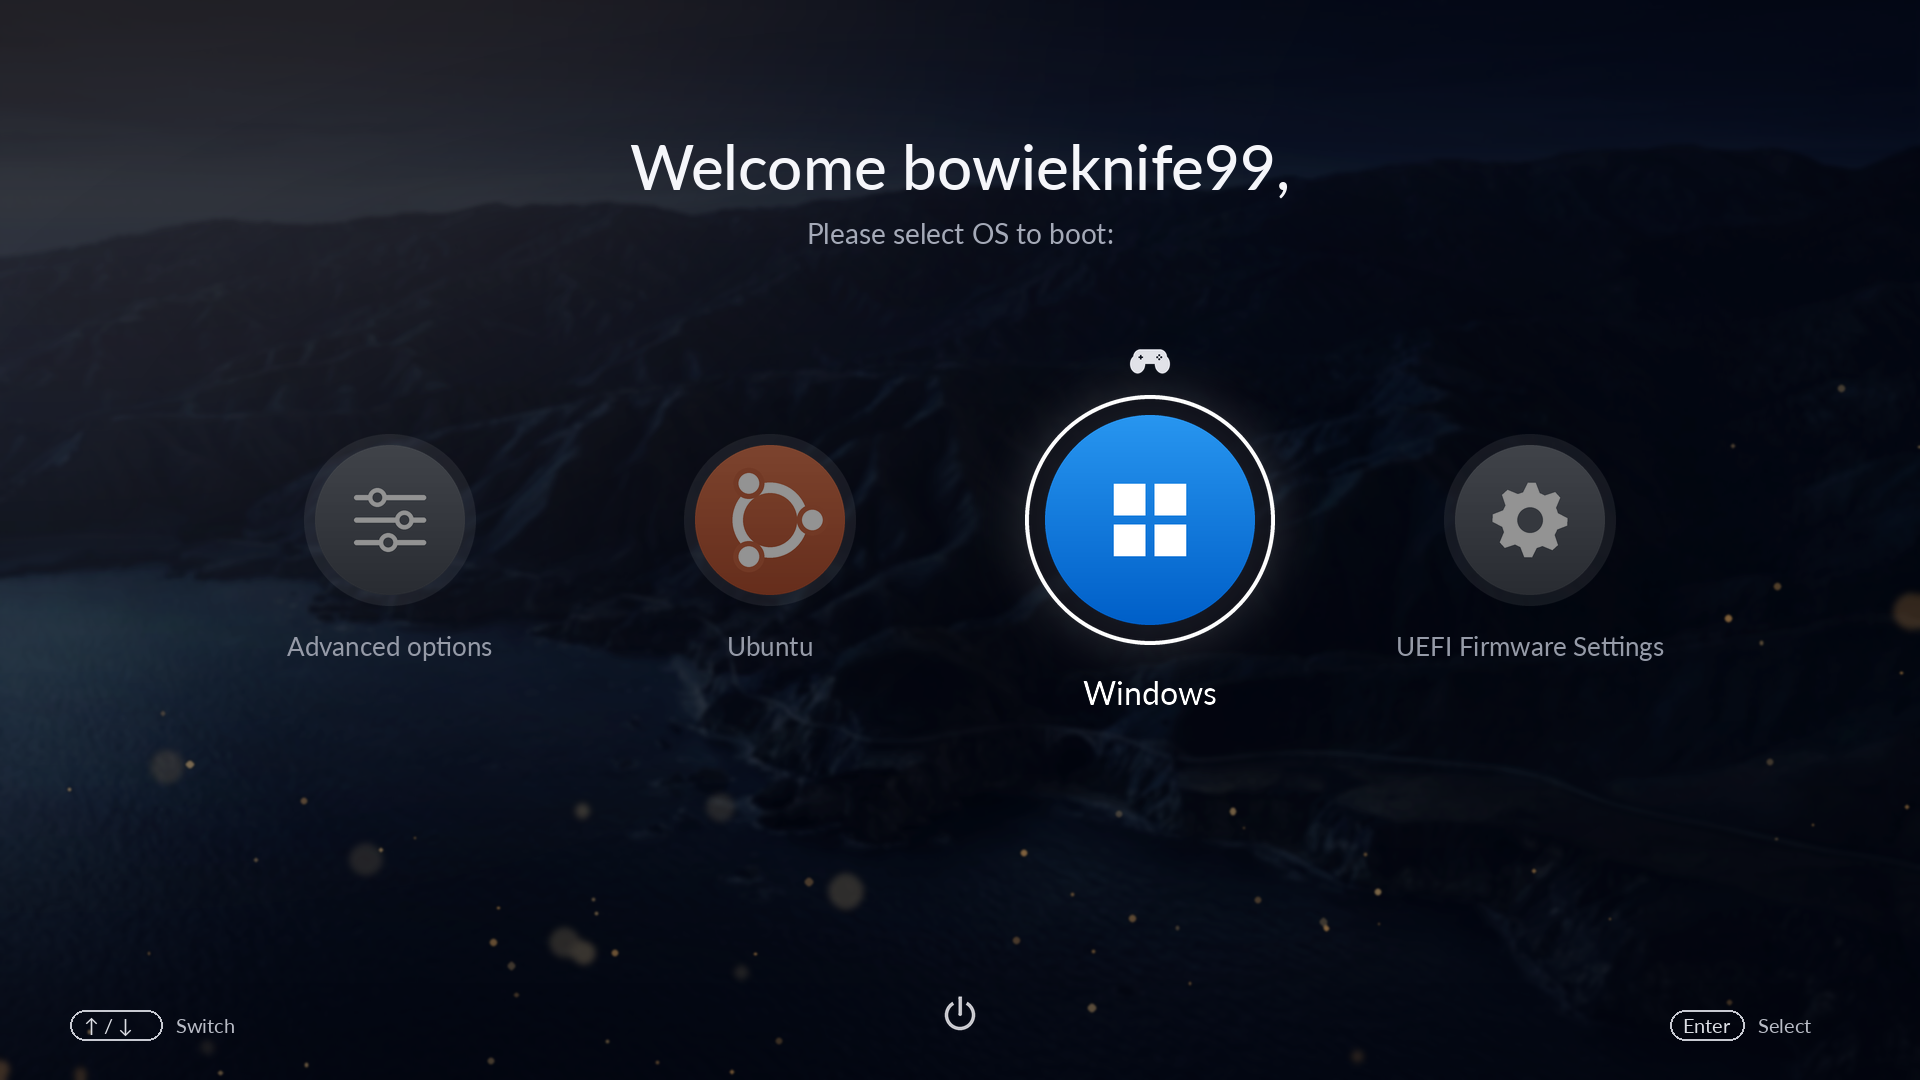 Welcome bowieknife99,
Please select OS to boot:
Advanced options
Ubuntu
Windows
UEFI Firmware Settings
↑ / ↓ Switch
Enter Select